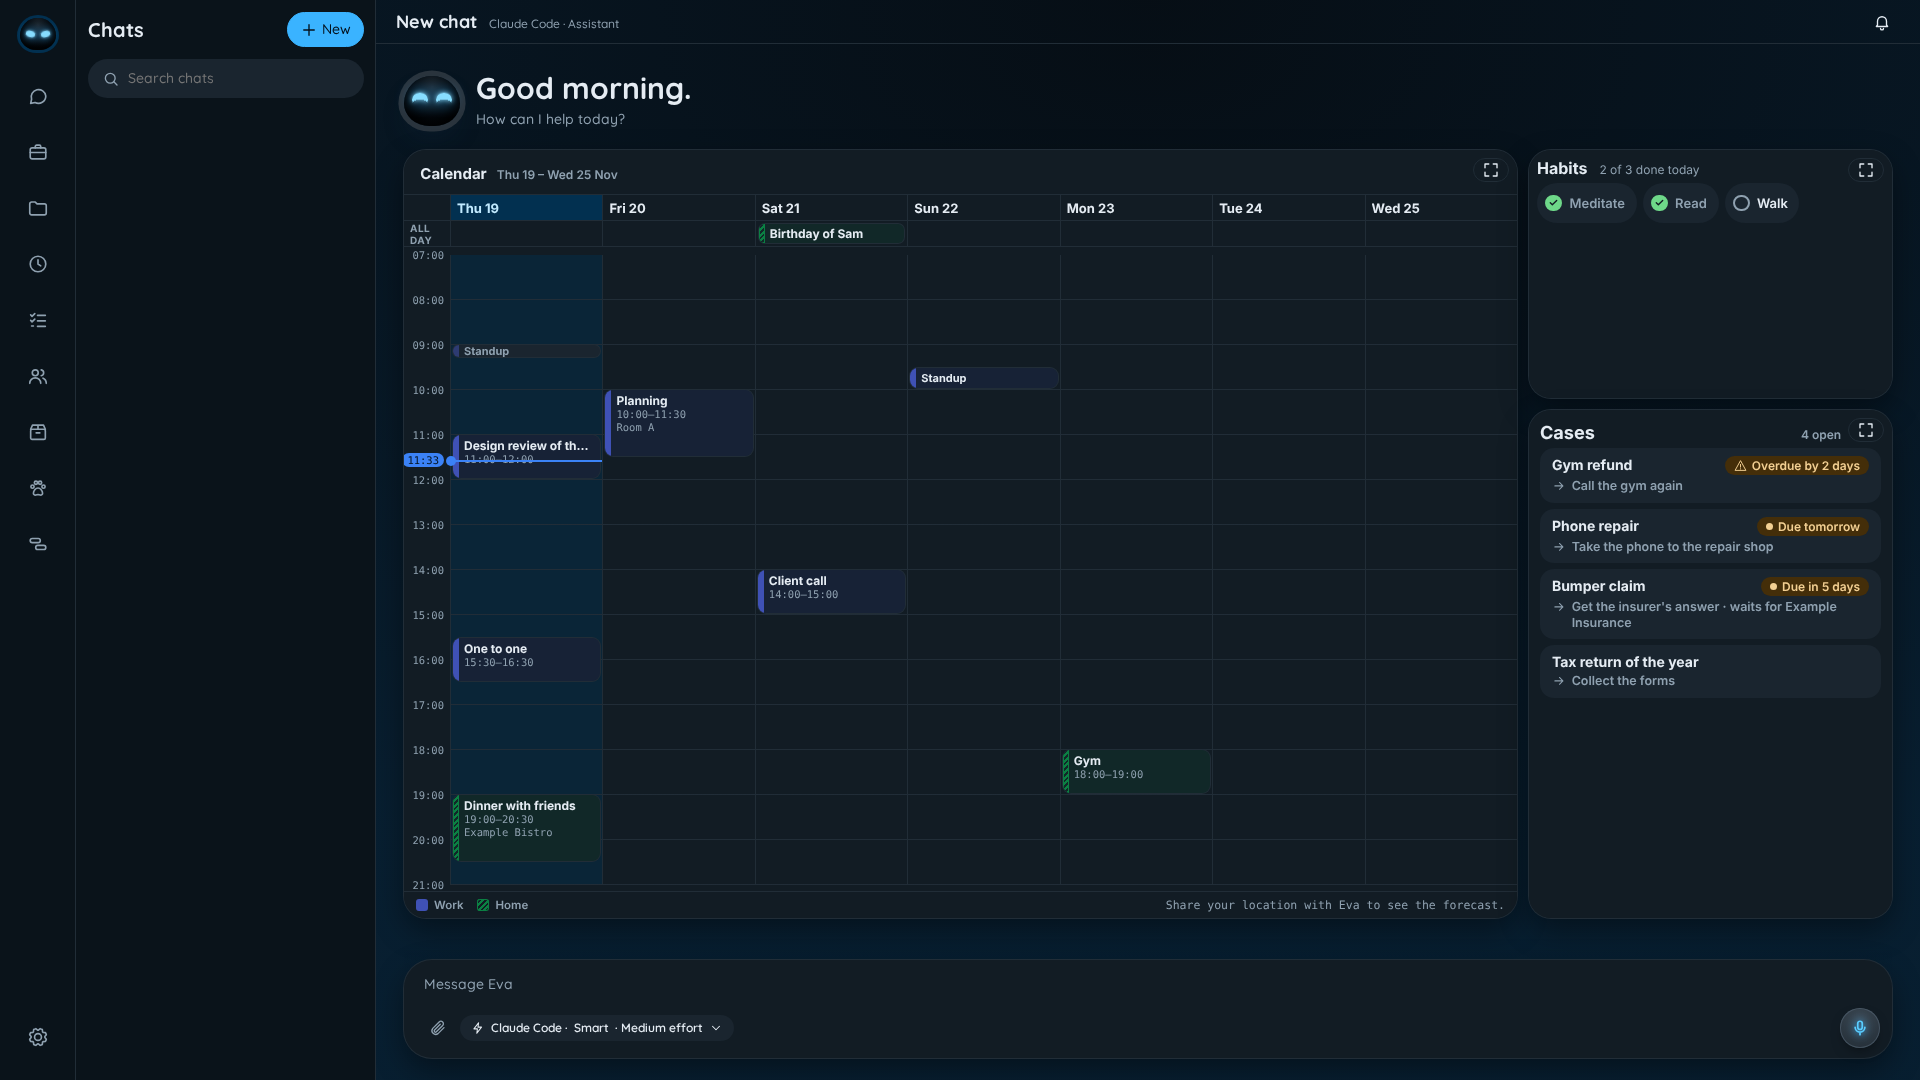 Chats
New
Search chats
New chat Claude Code · Assistant
Good morning.
How can I help today?
Calendar Thu 19 – Wed 25 Nov
Thu 19 Fri 20 Sat 21 Sun 22 Mon 23 Tue 24 Wed 25
ALL DAY
Birthday of Sam
07:00
08:00
09:00
Standup
Standup
10:00
Planning
10:00–11:30
Room A
11:00
Design review of th…
11:00–12:00
11:33
12:00
13:00
14:00
Client call
14:00–15:00
15:00
One to one
15:30–16:30
16:00
17:00
18:00
Gym
18:00–19:00
19:00
Dinner with friends
19:00–20:30
Example Bistro
20:00
21:00
Work Home
Share your location with Eva to see the forecast.
Habits 2 of 3 done today
Meditate Read Walk
Cases 4 open
Gym refund Overdue by 2 days
→ Call the gym again
Phone repair Due tomorrow
→ Take the phone to the repair shop
Bumper claim Due in 5 days
→ Get the insurer's answer · waits for Example
Insurance
Tax return of the year
→ Collect the forms
Message Eva
Claude Code · Smart · Medium effort